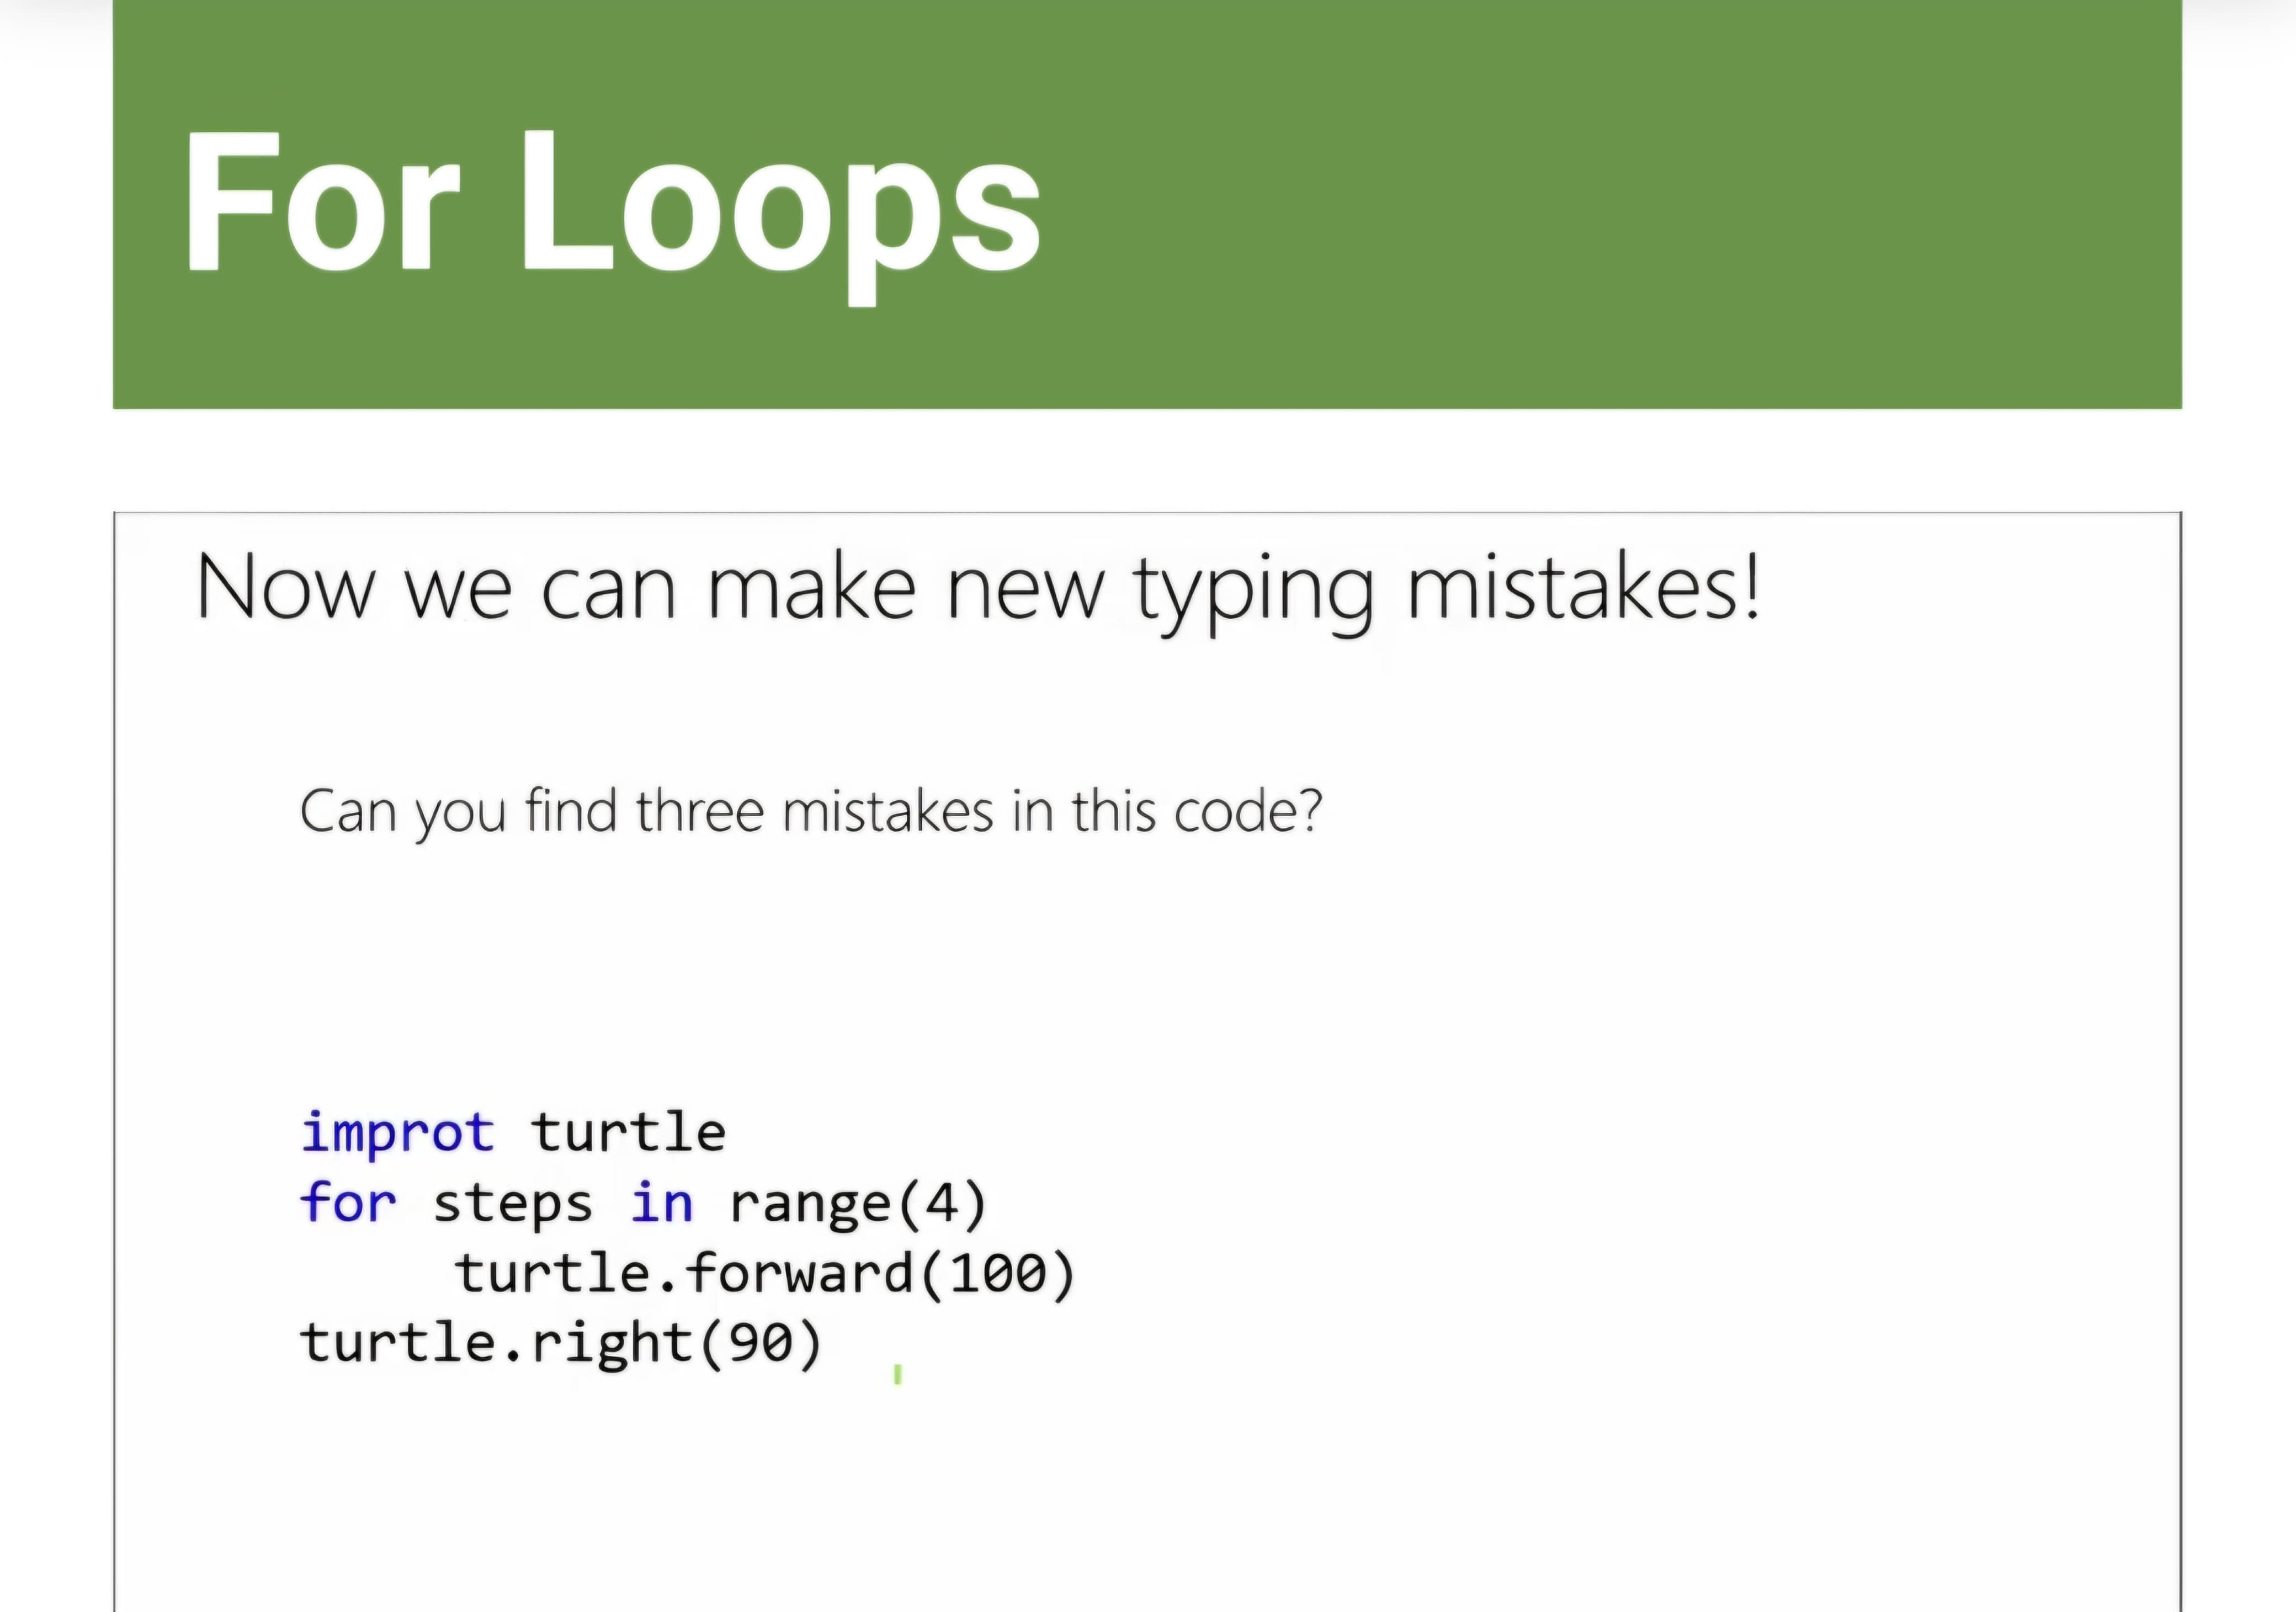 For Loops
Now we can make new typing mistakes!
Can you find three mistakes in this code?
improt turtle
for steps in range(4)
turtle.forward(100)
turtle.right(90)